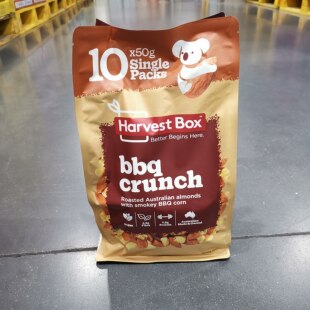 10 x50g
Single
Packs
Harvest Box
Better Begins Here.
bbq
crunch
Roasted Australian almonds
with smokey BBQ corn